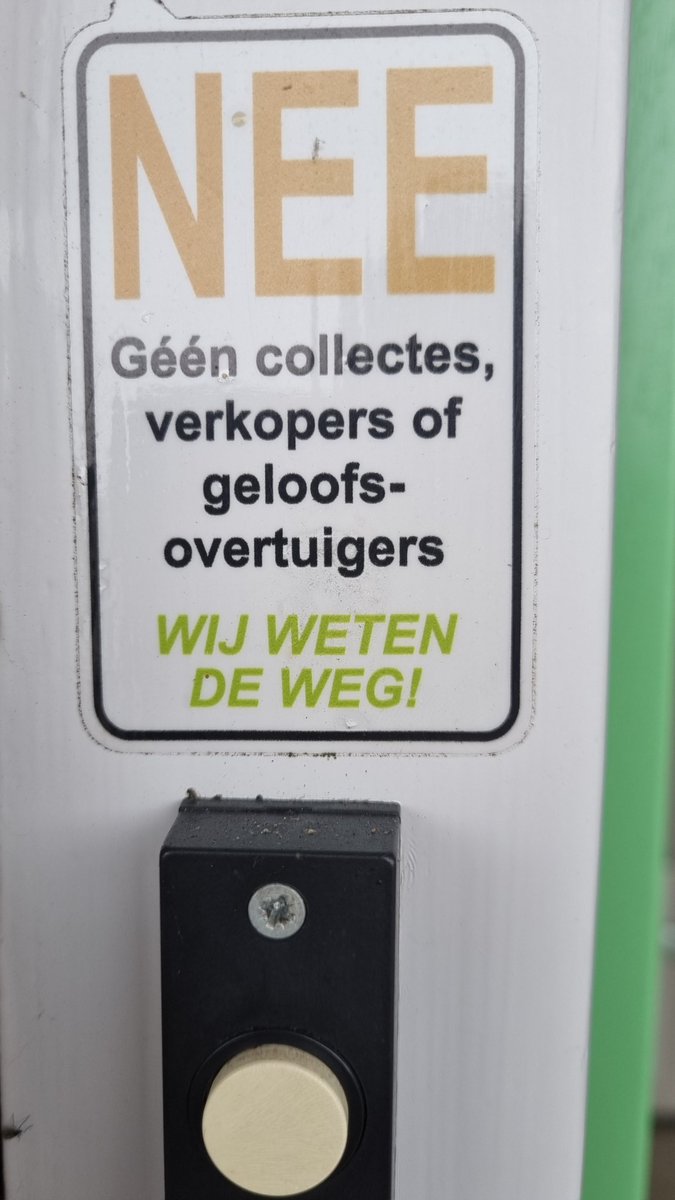 NEE
Géén collectes,
verkopers of
geloofs-
overtuigers
WIJ WETEN
DE WEG!